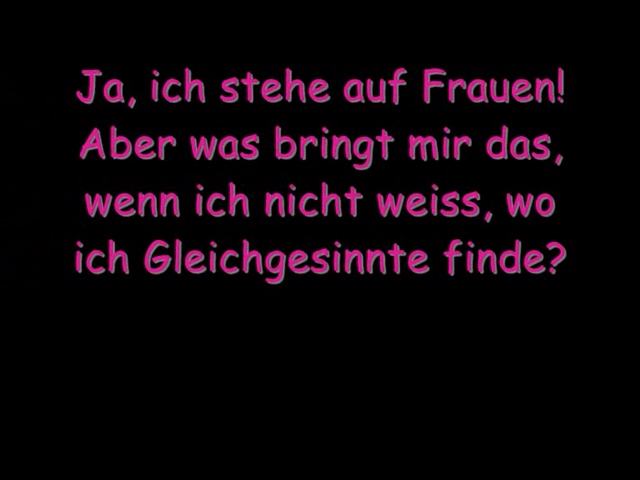 Ja, ich stehe auf Frauen!
Aber was bringt mir das,
wenn ich nicht weiss, wo
ich Gleichgesinnte finde?